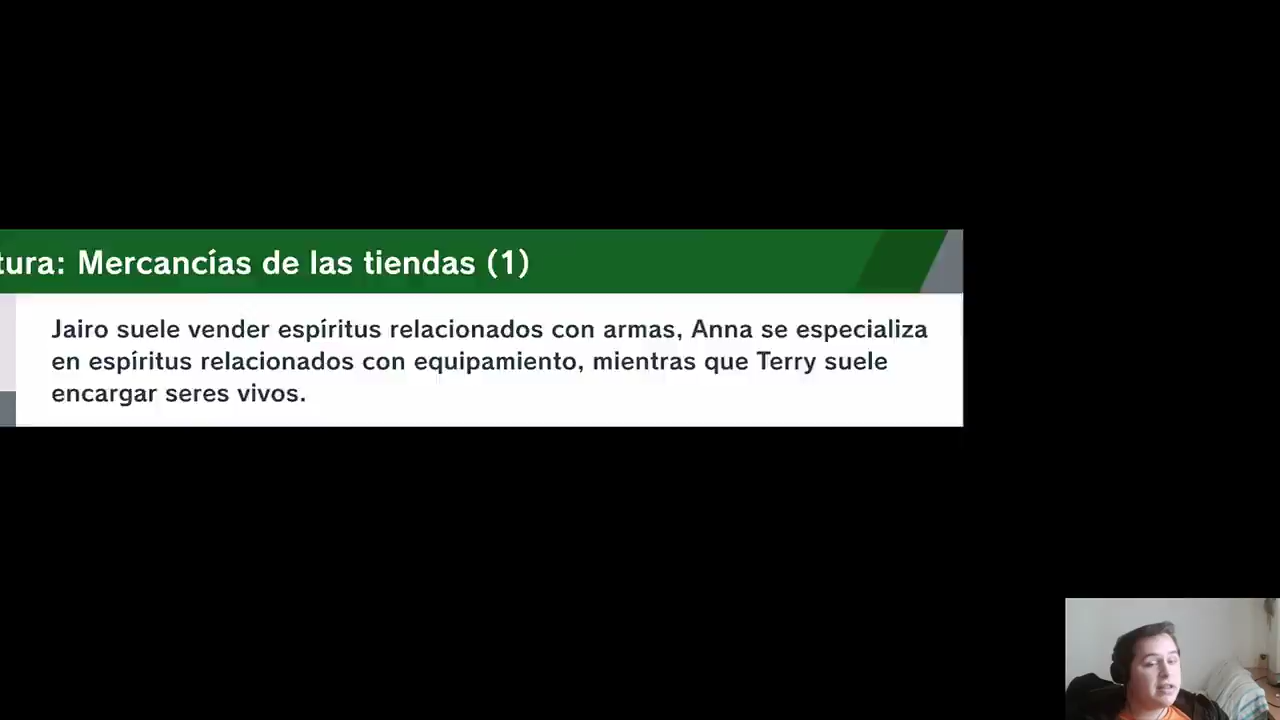 tura: Mercancías de las tiendas (1)
Jairo suele vender espíritus relacionados con armas, Anna se especializa
en espíritus relacionados con equipamiento, mientras que Terry suele
encargar seres vivos.